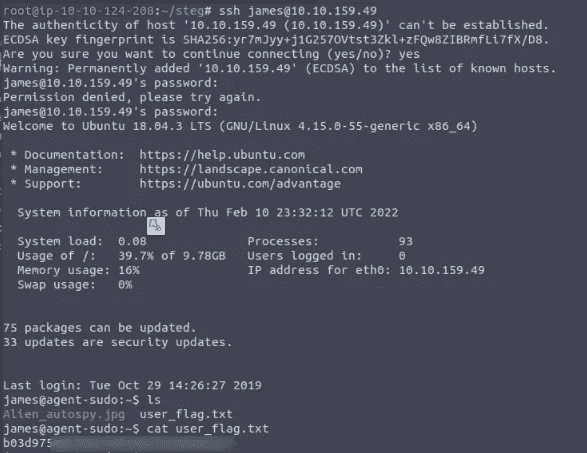 root@ip-10-10-124-208:~/steg# ssh james@10.10.159.49
The authenticity of host '10.10.159.49 (10.10.159.49)' can't be established.
ECDSA key fingerprint is SHA256:yr7mJyy+j1G257OVtst3Zkl+zFQw8ZIBRmfLi7fX/D8.
Are you sure you want to continue connecting (yes/no)? yes
Warning: Permanently added '10.10.159.49' (ECDSA) to the list of known hosts.
james@10.10.159.49's password:
Permission denied, please try again.
james@10.10.159.49's password:
Welcome to Ubuntu 18.04.3 LTS (GNU/Linux 4.15.0-55-generic x86_64)
* Documentation: https://help.ubuntu.com
* Management: https://landscape.canonical.com
* Support: https://ubuntu.com/advantage
System information as of Thu Feb 10 23:32:12 UTC 2022
System load: 0.08 Processes: 93
Usage of /: 39.7% of 9.78GB Users logged in: 0
Memory usage: 16% IP address for eth0: 10.10.159.49
Swap usage: 0%
75 packages can be updated.
33 updates are security updates.
Last login: Tue Oct 29 14:26:27 2019
james@agent-sudo:~$ ls
Alien_autospy.jpg user_flag.txt
james@agent-sudo:~$ cat user_flag.txt
b03d975